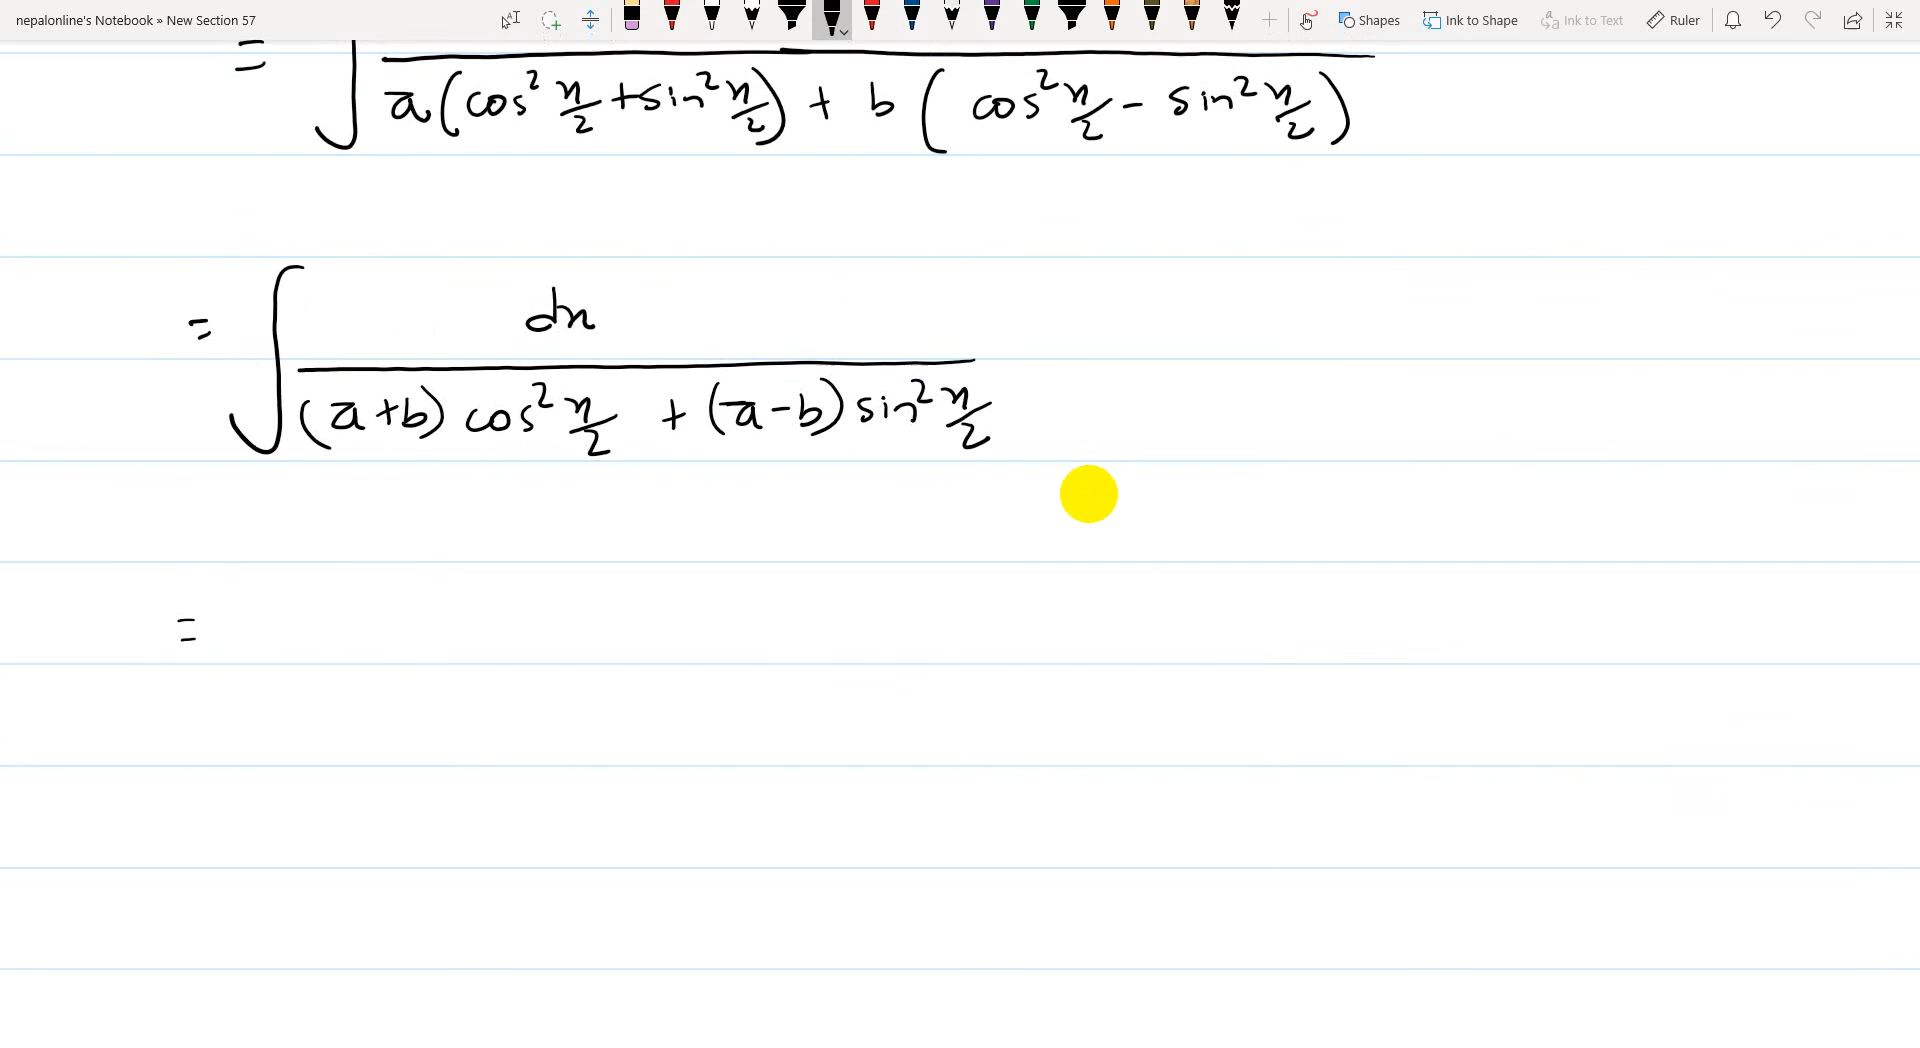 nepalonline's Notebook » New Section 57
Shapes
Ink to Shape
Ink to Text
Ruler
= ∫ / a(cos² x/2 + sin² x/2) + b (cos² x/2 - sin² x/2)
= ∫ dx / (a+b) cos² x/2 + (a-b) sin² x/2
=